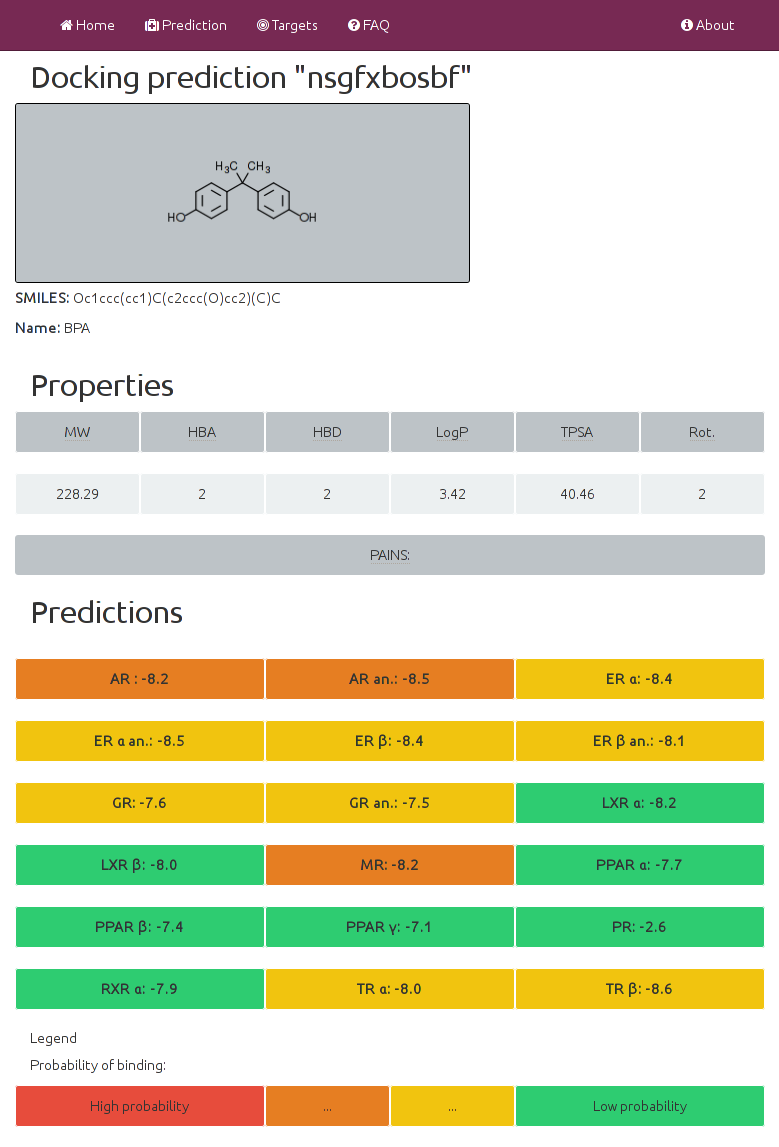 Home Prediction Targets FAQ About
Docking prediction "nsgfxbosbf"
H3C CH3
HO OH
SMILES: Oc1ccc(cc1)C(c2ccc(O)cc2)(C)C
Name: BPA
Properties
MW HBA HBD LogP TPSA Rot.
228.29 2 2 3.42 40.46 2
PAINS:
Predictions
AR : -8.2 AR an.: -8.5 ER α: -8.4
ER α an.: -8.5 ER β: -8.4 ER β an.: -8.1
GR: -7.6 GR an.: -7.5 LXR α: -8.2
LXR β: -8.0 MR: -8.2 PPAR α: -7.7
PPAR β: -7.4 PPAR γ: -7.1 PR: -2.6
RXR α: -7.9 TR α: -8.0 TR β: -8.6
Legend
Probability of binding:
High probability ... ... Low probability